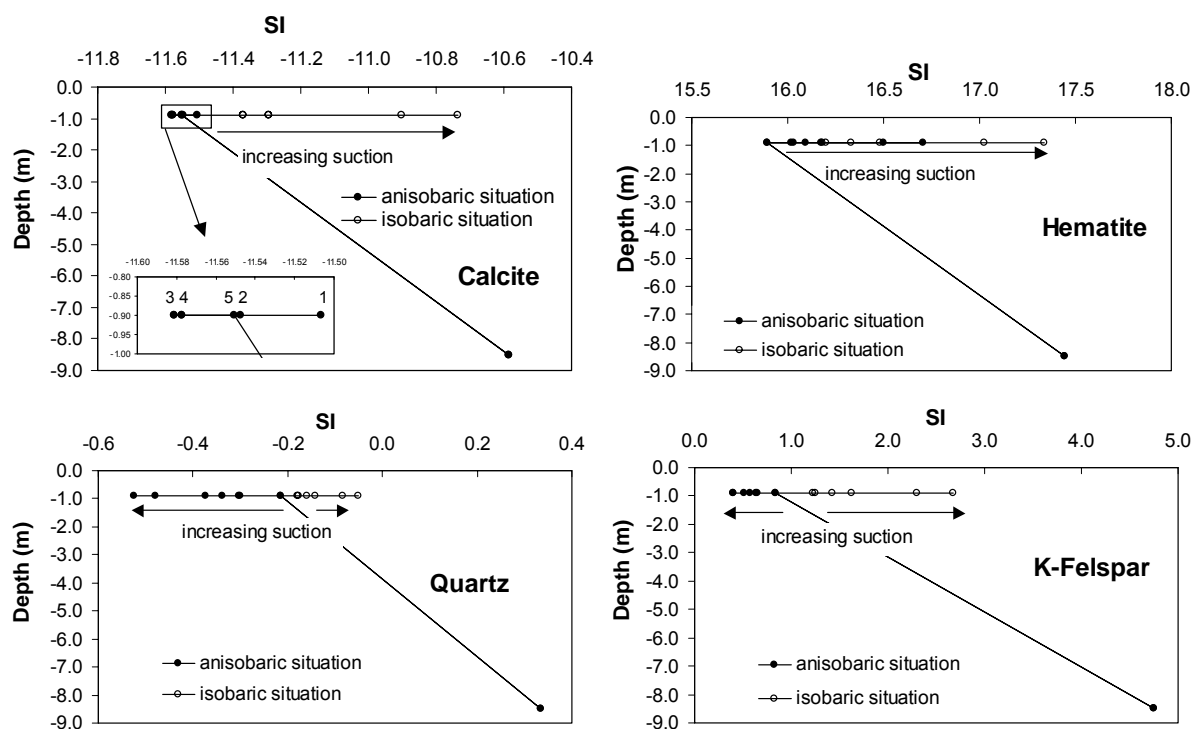 SI
-11.8 -11.6 -11.4 -11.2 -11.0 -10.8 -10.6 -10.4
0.0
-1.0
-2.0
-3.0
-4.0
-5.0
-6.0
-7.0
-8.0
-9.0
Depth (m)
increasing suction
anisobaric situation
isobaric situation
Calcite
-11.60 -11.58 -11.56 -11.54 -11.52 -11.50
-0.80
-0.85
-0.90
-0.95
-1.00
3 4 5 2 1
SI
15.5 16.0 16.5 17.0 17.5 18.0
0.0
-1.0
-2.0
-3.0
-4.0
-5.0
-6.0
-7.0
-8.0
-9.0
Depth (m)
increasing suction
Hematite
anisobaric situation
isobaric situation
SI
-0.6 -0.4 -0.2 0.0 0.2 0.4
0.0
-1.0
-2.0
-3.0
-4.0
-5.0
-6.0
-7.0
-8.0
-9.0
Depth (m)
increasing suction
Quartz
anisobaric situation
isobaric situation
SI
0.0 1.0 2.0 3.0 4.0 5.0
0.0
-1.0
-2.0
-3.0
-4.0
-5.0
-6.0
-7.0
-8.0
-9.0
Depth (m)
increasing suction
K-Felspar
anisobaric situation
isobaric situation